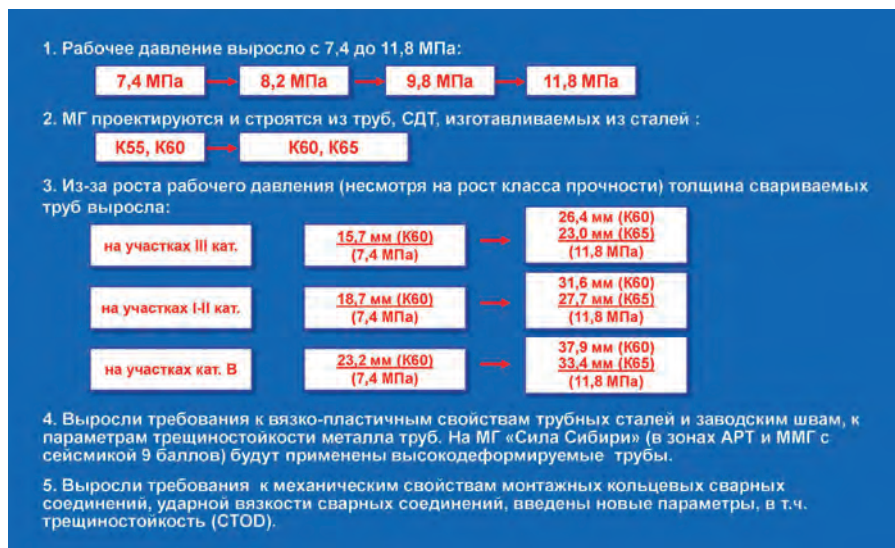 1. Рабочее давление выросло с 7,4 до 11,8 МПа:
7,4 МПа
8,2 МПа
9,8 МПа
11,8 МПа
2. МГ проектируются и строятся из труб, СДТ, изготавливаемых из сталей :
К55, К60
К60, К65
3. Из-за роста рабочего давления (несмотря на рост класса прочности) толщина свариваемых
труб выросла:
на участках III кат.
15,7 мм (К60)
(7,4 МПа)
26,4 мм (К60)
23,0 мм (К65)
(11,8 МПа)
на участках I-II кат.
18,7 мм (К60)
(7,4 МПа)
31,6 мм (К60)
27,7 мм (К65)
(11,8 МПа)
на участках кат. В
23,2 мм (К60)
(7,4 МПа)
37,9 мм (К60)
33,4 мм (К65)
(11,8 МПа)
4. Выросли требования к вязко-пластичным свойствам трубных сталей и заводским швам, к
параметрам трещиностойкости металла труб. На МГ «Сила Сибири» (в зонах АРТ и ММГ с
сейсмикой 9 баллов) будут применены высокодеформируемые трубы.
5. Выросли требования к механическим свойствам монтажных кольцевых сварных
соединений, ударной вязкости сварных соединений, введены новые параметры, в т.ч.
трещиностойкость (CTOD).